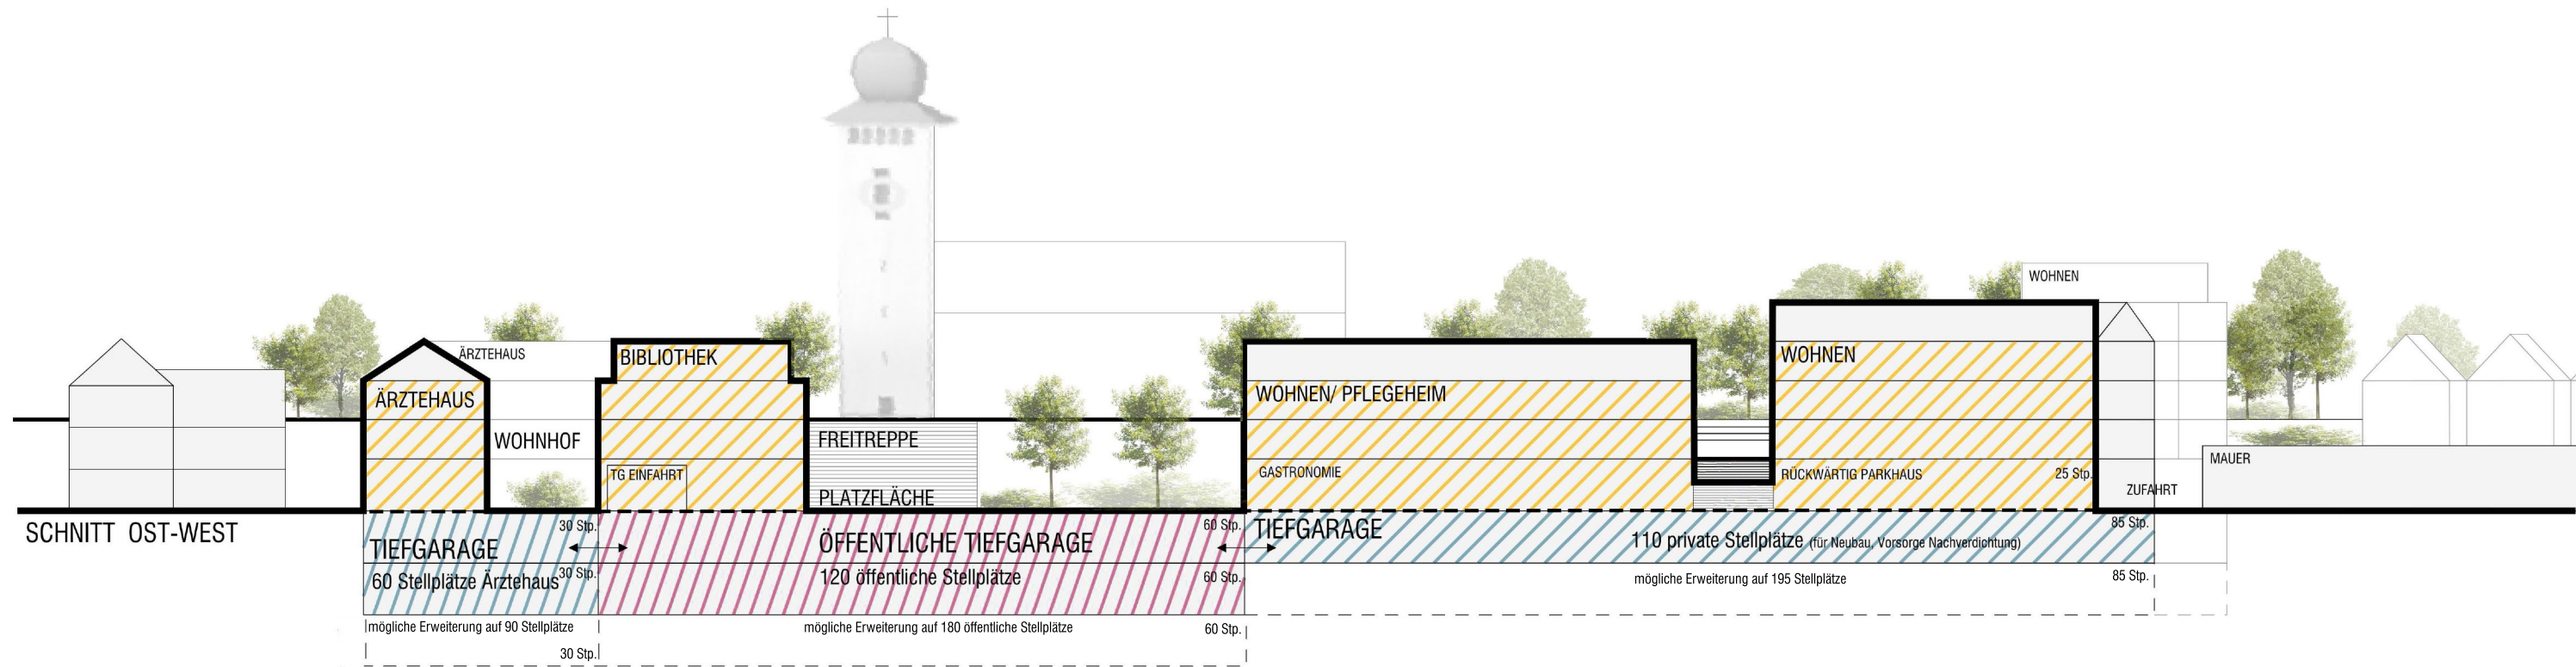 WOHNEN
ÄRZTEHAUS
BIBLIOTHEK
WOHNEN
ÄRZTEHAUS
WOHNEN/ PFLEGEHEIM
WOHNHOF
FREITREPPE
MAUER
TG EINFAHRT
GASTRONOMIE
RÜCKWÄRTIG PARKHAUS
25 Stp.
ZUFAHRT
PLATZFLÄCHE
SCHNITT OST-WEST
30 Stp.
60 Stp.
TIEFGARAGE
85 Stp.
TIEFGARAGE
ÖFFENTLICHE TIEFGARAGE
110 private Stellplätze (für Neubau, Vorsorge Nachverdichtung)
60 Stellplätze Ärztehaus
30 Stp.
120 öffentliche Stellplätze
60 Stp.
mögliche Erweiterung auf 195 Stellplätze
85 Stp.
mögliche Erweiterung auf 90 Stellplätze
mögliche Erweiterung auf 180 öffentliche Stellplätze
60 Stp.
30 Stp.